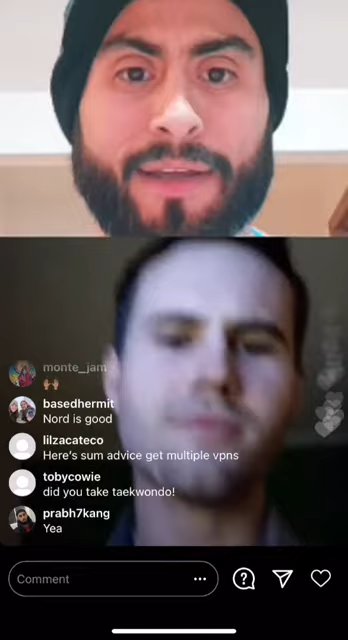 monte_jam
🙌🏽🙌🏽
basedhermit
Nord is good
lilzacateco
Here's sum advice get multiple vpns
tobycowie
did you take taekwondo!
prabh7kang
Yea
Comment